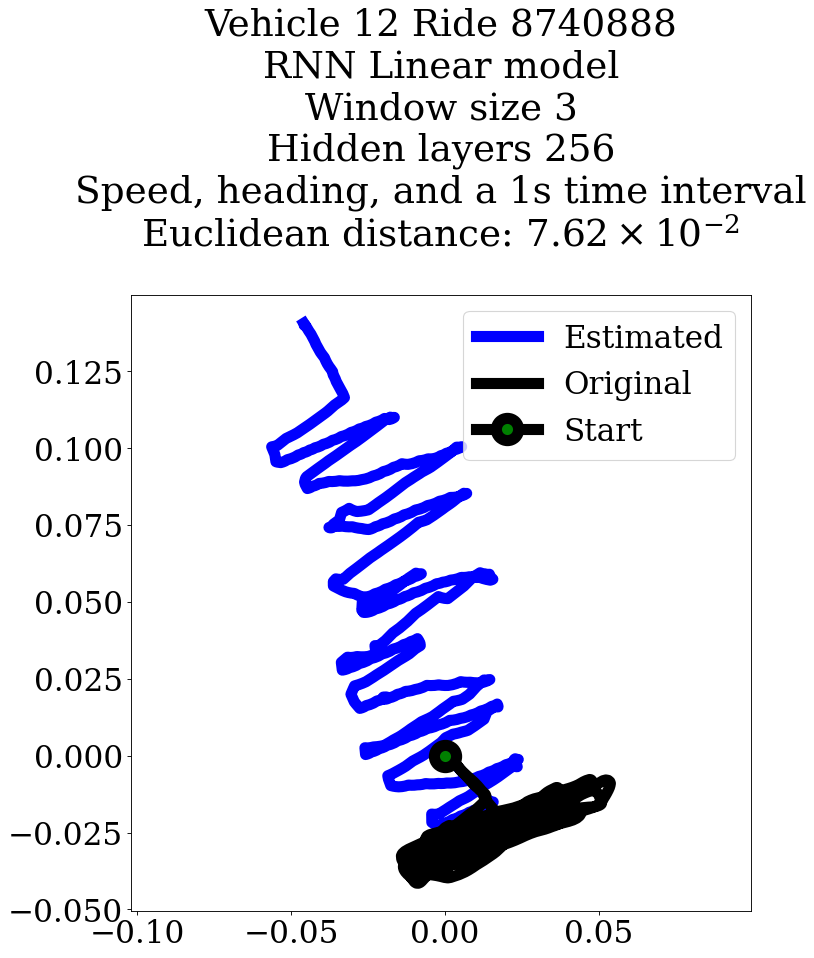 Vehicle 12 Ride 8740888
RNN Linear model
Window size 3
Hidden layers 256
Speed, heading, and a 1s time interval
Euclidean distance: 7.62 × 10⁻²
Estimated
Original
Start
0.125
0.100
0.075
0.050
0.025
0.000
−0.025
−0.050
−0.10 −0.05 0.00 0.05